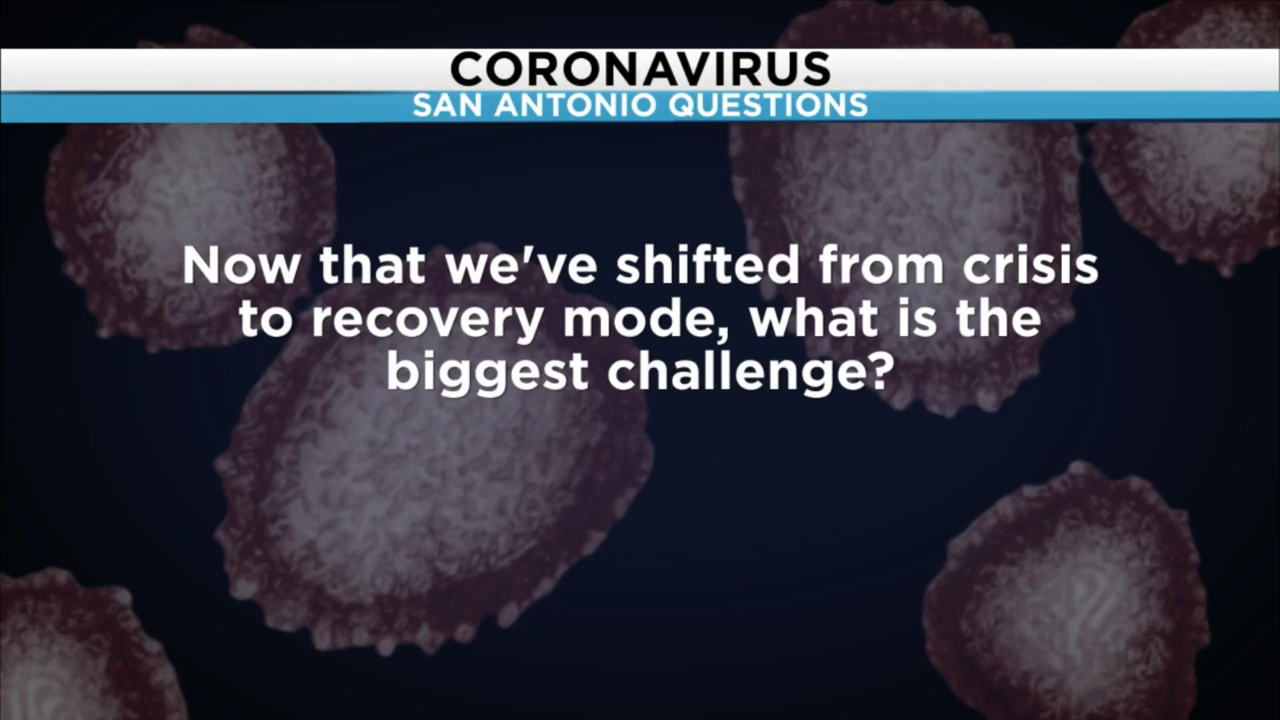 CORONAVIRUS
SAN ANTONIO QUESTIONS
Now that we've shifted from crisis
to recovery mode, what is the
biggest challenge?